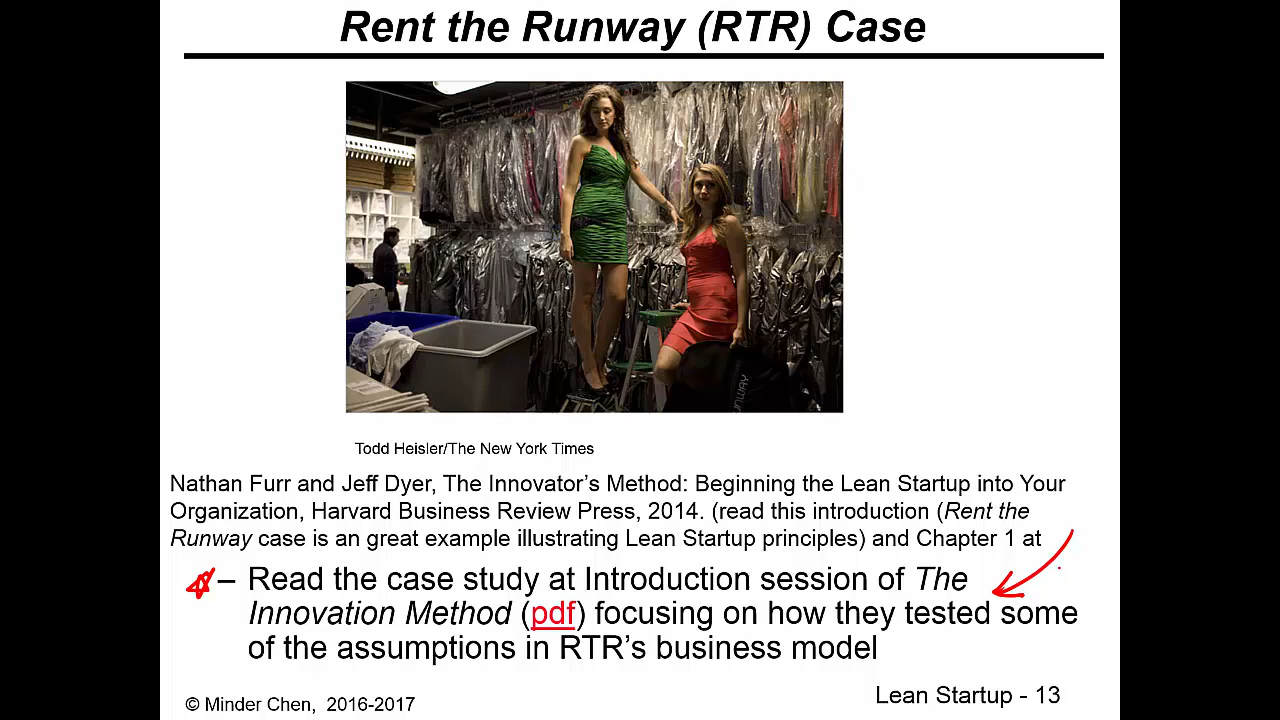 Rent the Runway (RTR) Case
UNWAY
Todd Heisler/The New York Times
Nathan Furr and Jeff Dyer, The Innovator's Method: Beginning the Lean Startup into Your
Organization, Harvard Business Review Press, 2014. (read this introduction (Rent the
Runway case is an great example illustrating Lean Startup principles) and Chapter 1 at
– Read the case study at Introduction session of The
Innovation Method (pdf) focusing on how they tested some
of the assumptions in RTR's business model
© Minder Chen, 2016-2017
Lean Startup - 13